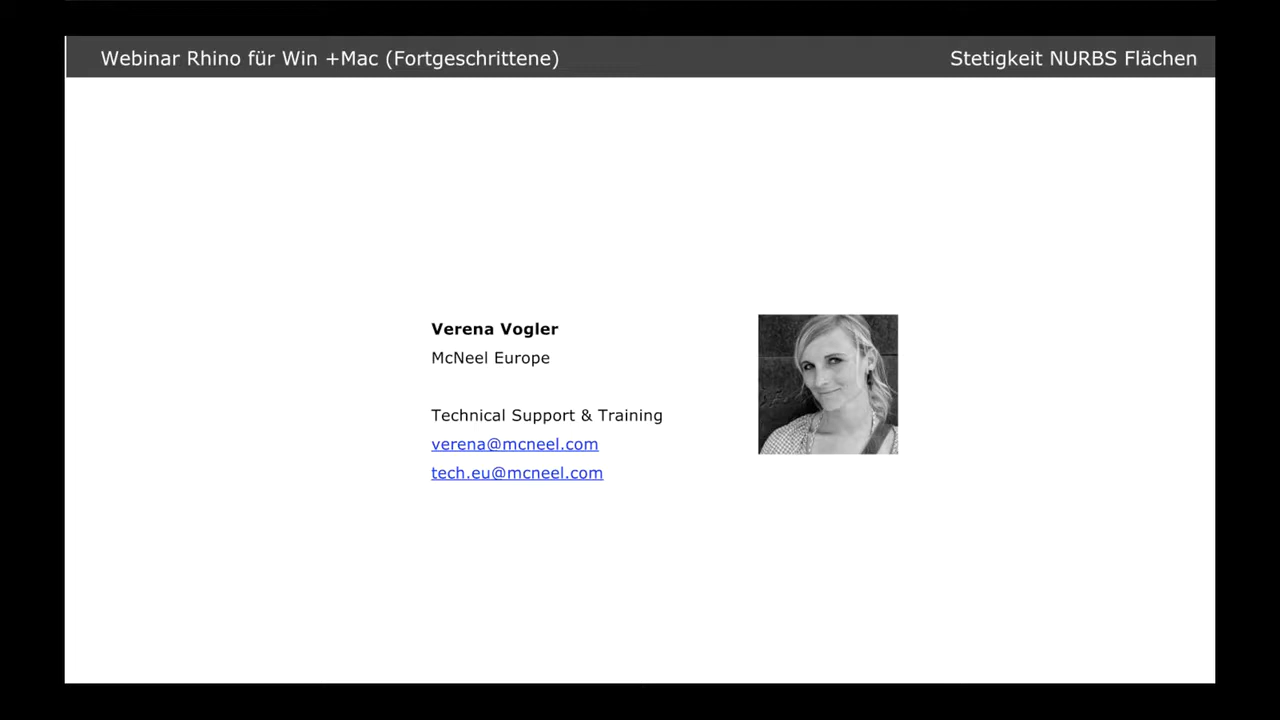 Webinar Rhino für Win +Mac (Fortgeschrittene)
Stetigkeit NURBS Flächen
Verena Vogler
McNeel Europe
Technical Support & Training
verena@mcneel.com
tech.eu@mcneel.com